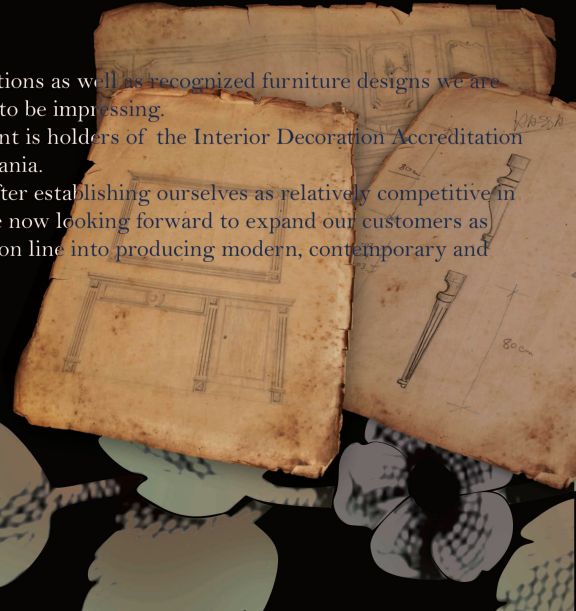 tions as well as recognized furniture designs we are
to be impressing.
nt is holders of the Interior Decoration Accreditation
ania.
fter establishing ourselves as relatively competitive in
e now looking forward to expand our customers as
on line into producing modern, contemporary and
80 cm